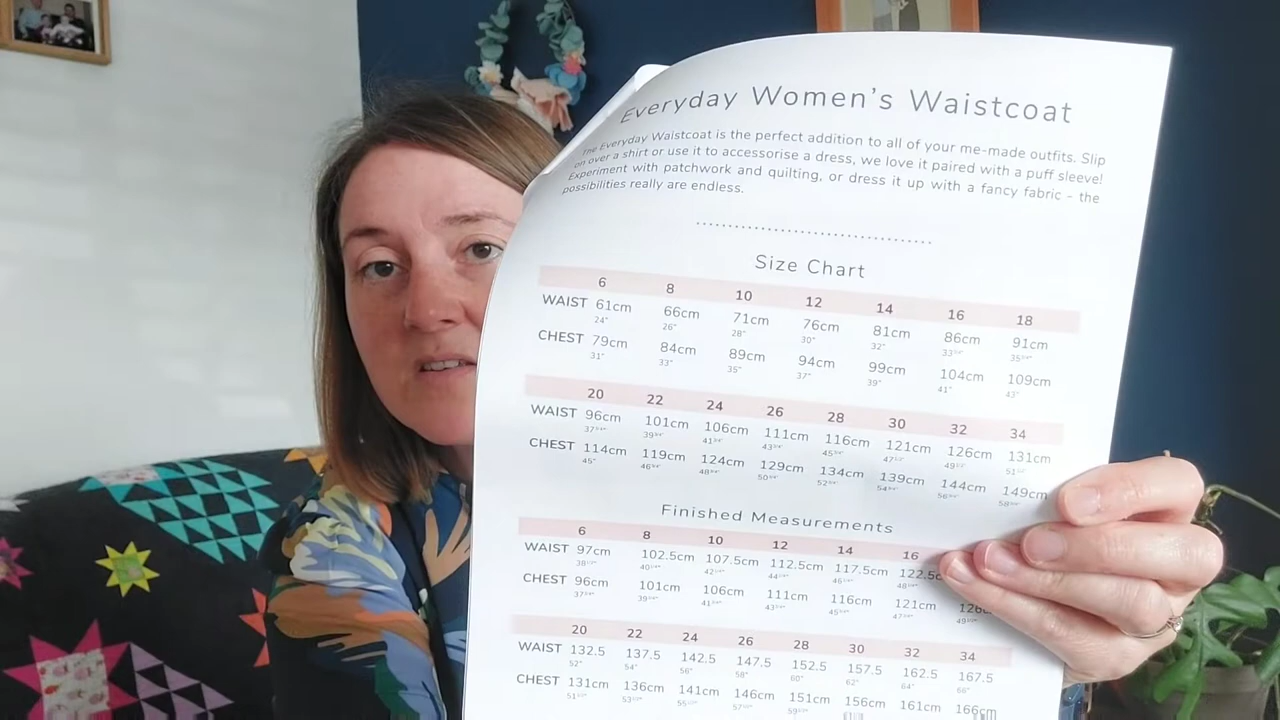 Everyday Women's Waistcoat
The Everyday Waistcoat is the perfect addition to all of your me-made outfits. Slip
on over a shirt or use it to accessorise a dress, we love it paired with a puff sleeve!
Experiment with patchwork and quilting, or dress it up with a fancy fabric - the
possibilities really are endless.
Size Chart
6 8 10 12 14 16 18
WAIST 61cm 66cm 71cm 76cm 81cm 86cm 91cm
24" 26" 28" 30" 32" 33 3/4" 35 3/4"
CHEST 79cm 84cm 89cm 94cm 99cm 104cm 109cm
31" 33" 35" 37" 39" 41" 43"
20 22 24 26 28 30 32 34
WAIST 96cm 101cm 106cm 111cm 116cm 121cm 126cm 131cm
CHEST 114cm 119cm 124cm 129cm 134cm 139cm 144cm 149cm
45"
Finished Measurements
6 8 10 12 14 16
WAIST 97cm 102.5cm 107.5cm 112.5cm 117.5cm 122.5c
CHEST 96cm 101cm 106cm 111cm 116cm 121cm
20 22 24 26 28 30 32 34
WAIST 132.5 137.5 142.5 147.5 152.5 157.5 162.5 167.5
52" 54" 56" 58" 60" 62" 64" 66"
CHEST 131cm 136cm 141cm 146cm 151cm 156cm 161cm 166cm